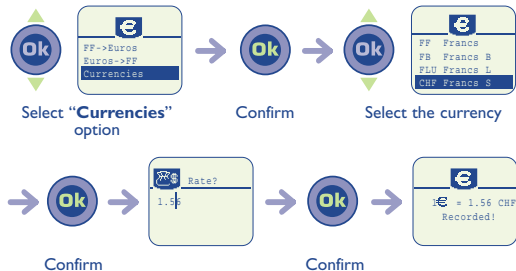 Ok
€
FF->Euros
Euros->FF
Currencies
Ok
Ok
€
FF Francs
FB Francs B
FLU Francs L
CHF Francs S
Select “Currencies”
option
Confirm
Select the currency
Ok
Rate?
1.56
Ok
€
1€ = 1.56 CHF
Recorded!
Confirm
Confirm